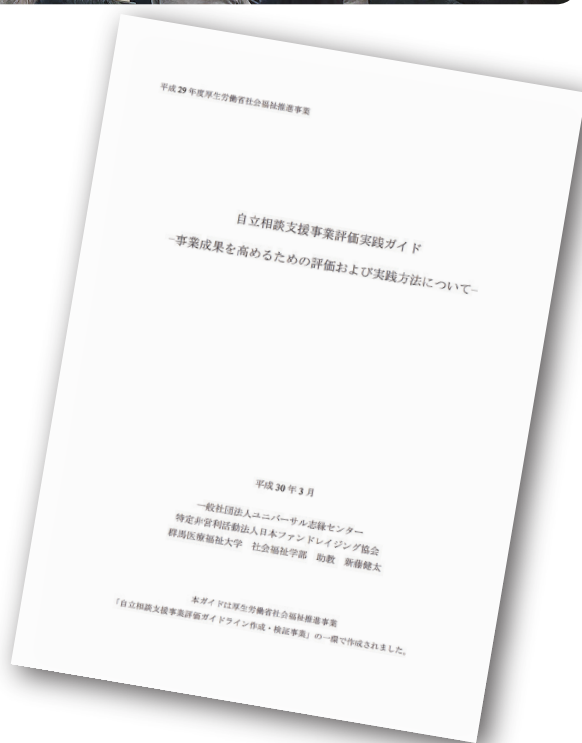 平成29年度厚生労働省社会福祉推進事業
自立相談支援事業評価実践ガイド
−事業成果を高めるための評価および実践方法について−
平成30年3月
一般社団法人ユニバーサル志縁センター
特定非営利活動法人日本ファンドレイジング協会
群馬医療福祉大学 社会福祉学部 助教 新藤健太
本ガイドは厚生労働省社会福祉推進事業
「自立相談支援事業評価ガイドライン作成・検証事業」の一環で作成されました。